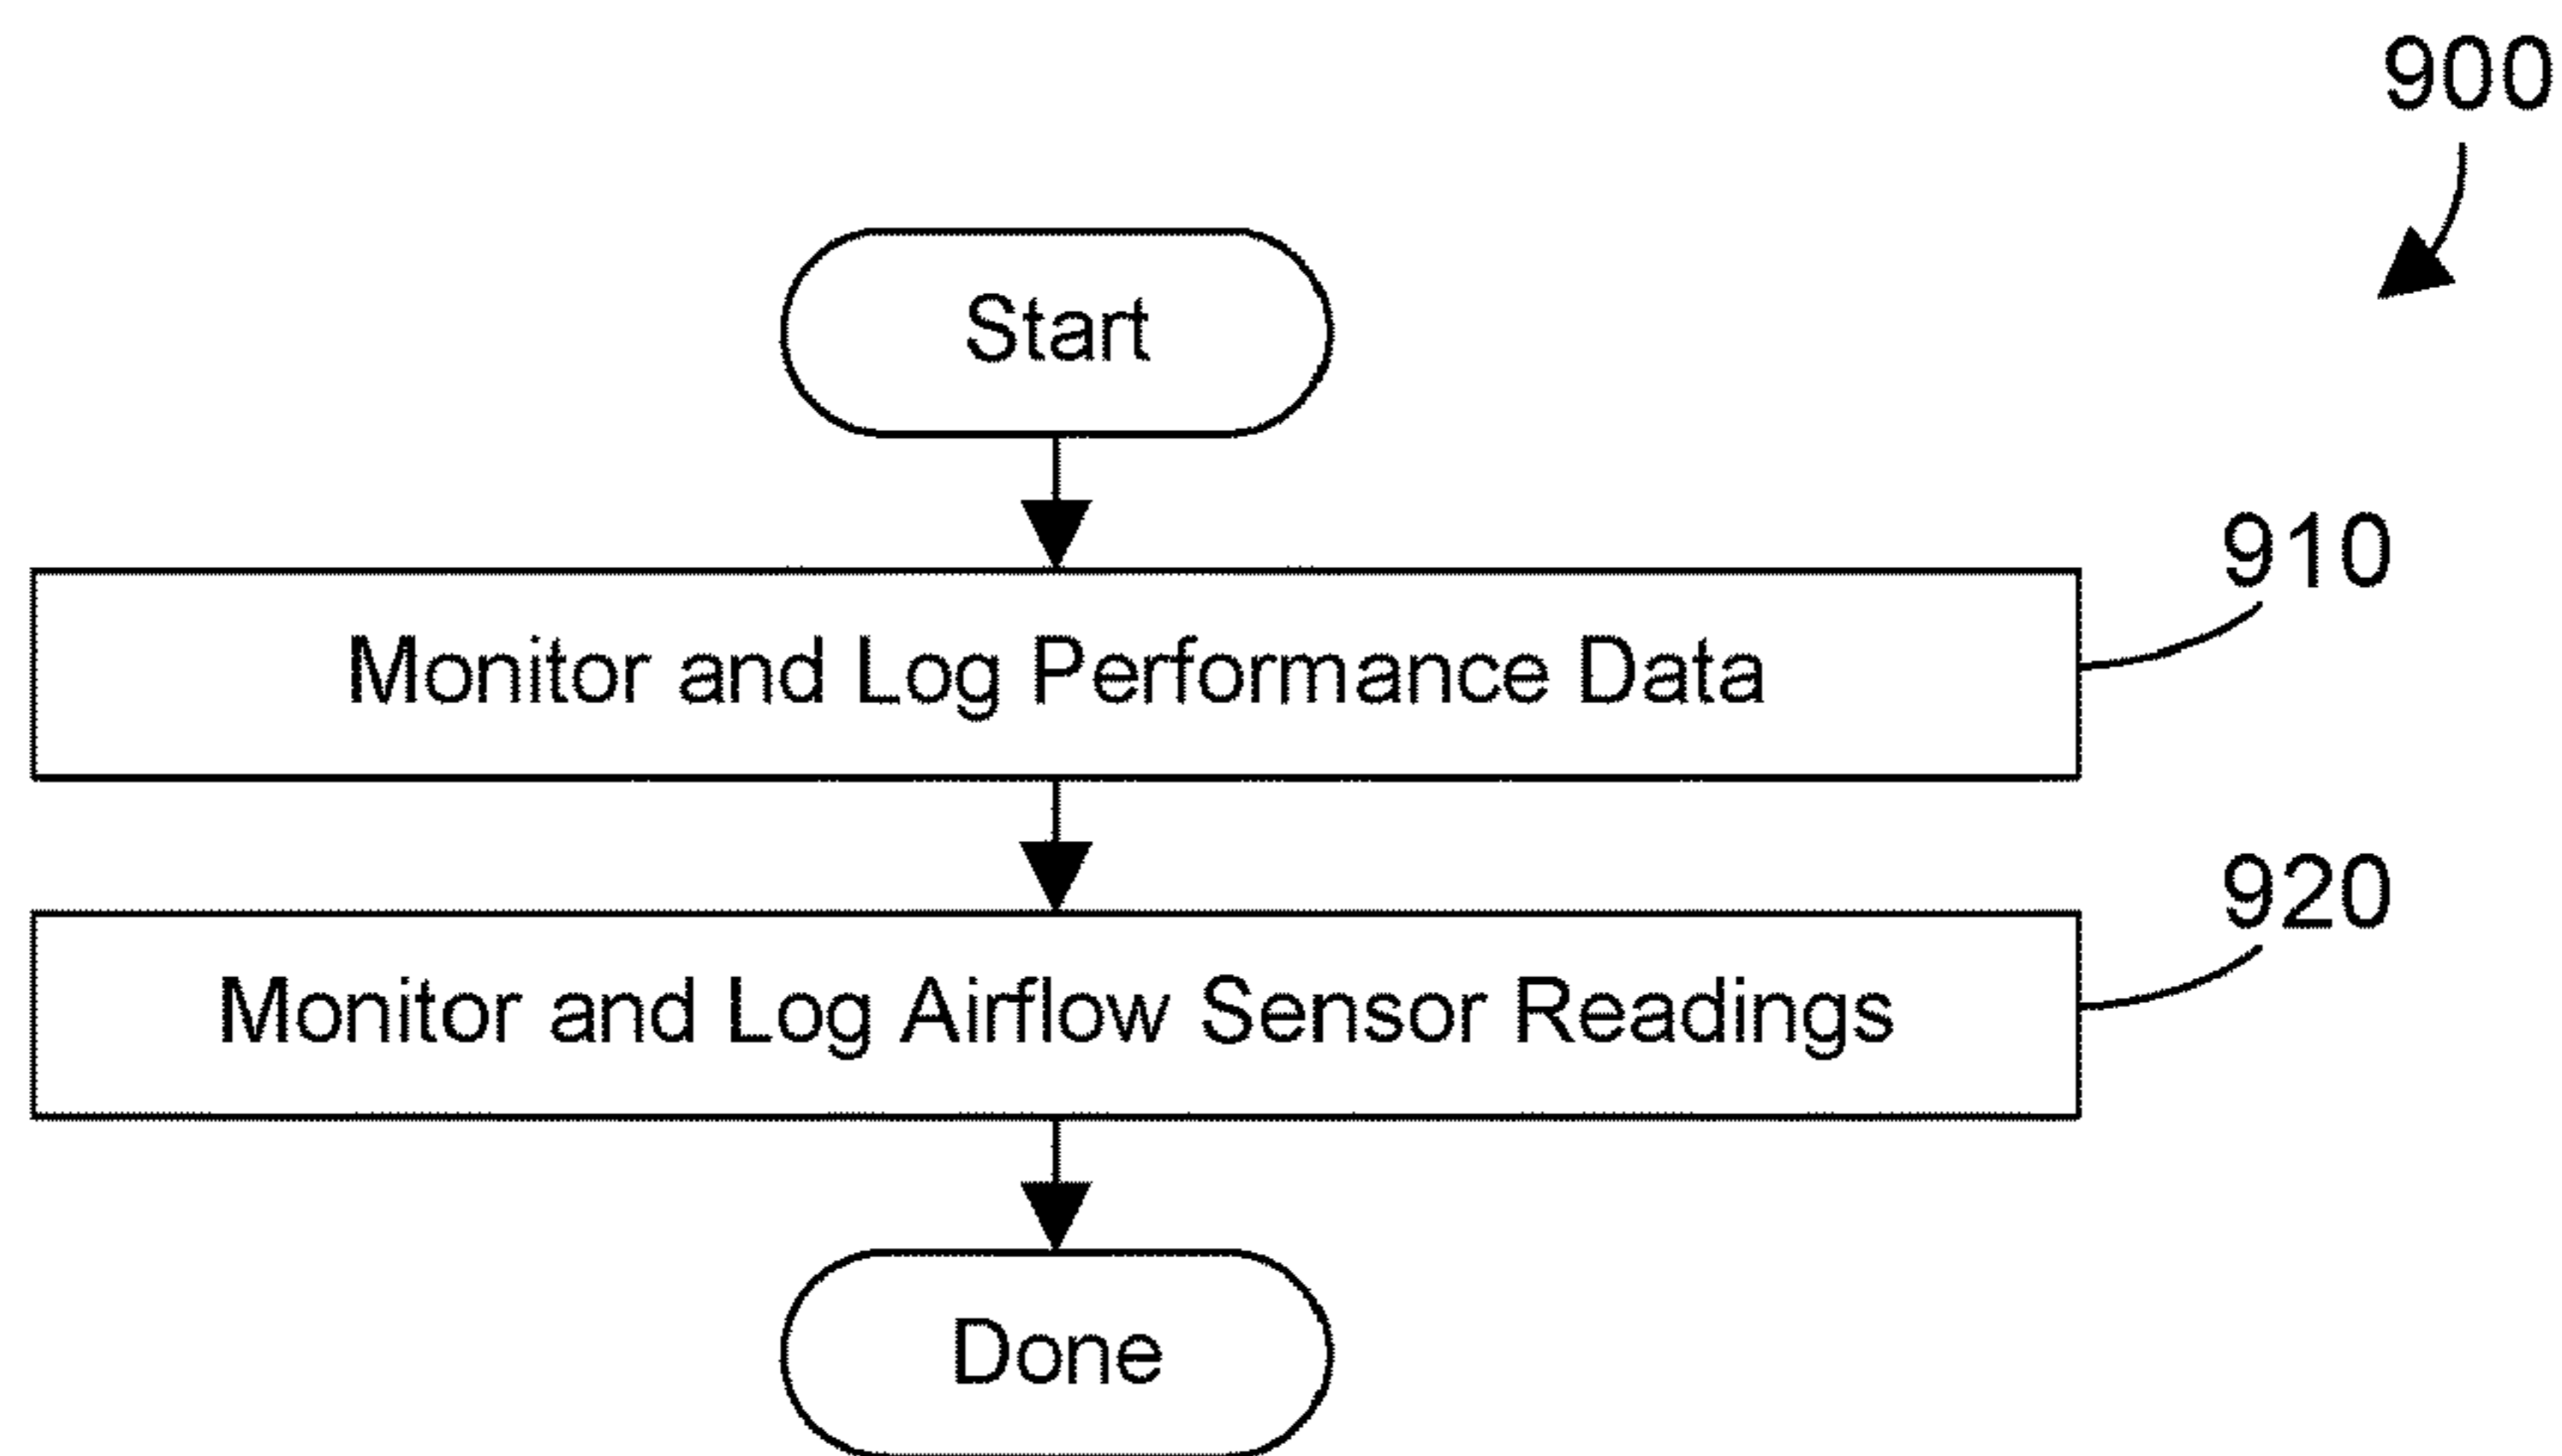 900
Start
910
Monitor and Log Performance Data
920
Monitor and Log Airflow Sensor Readings
Done